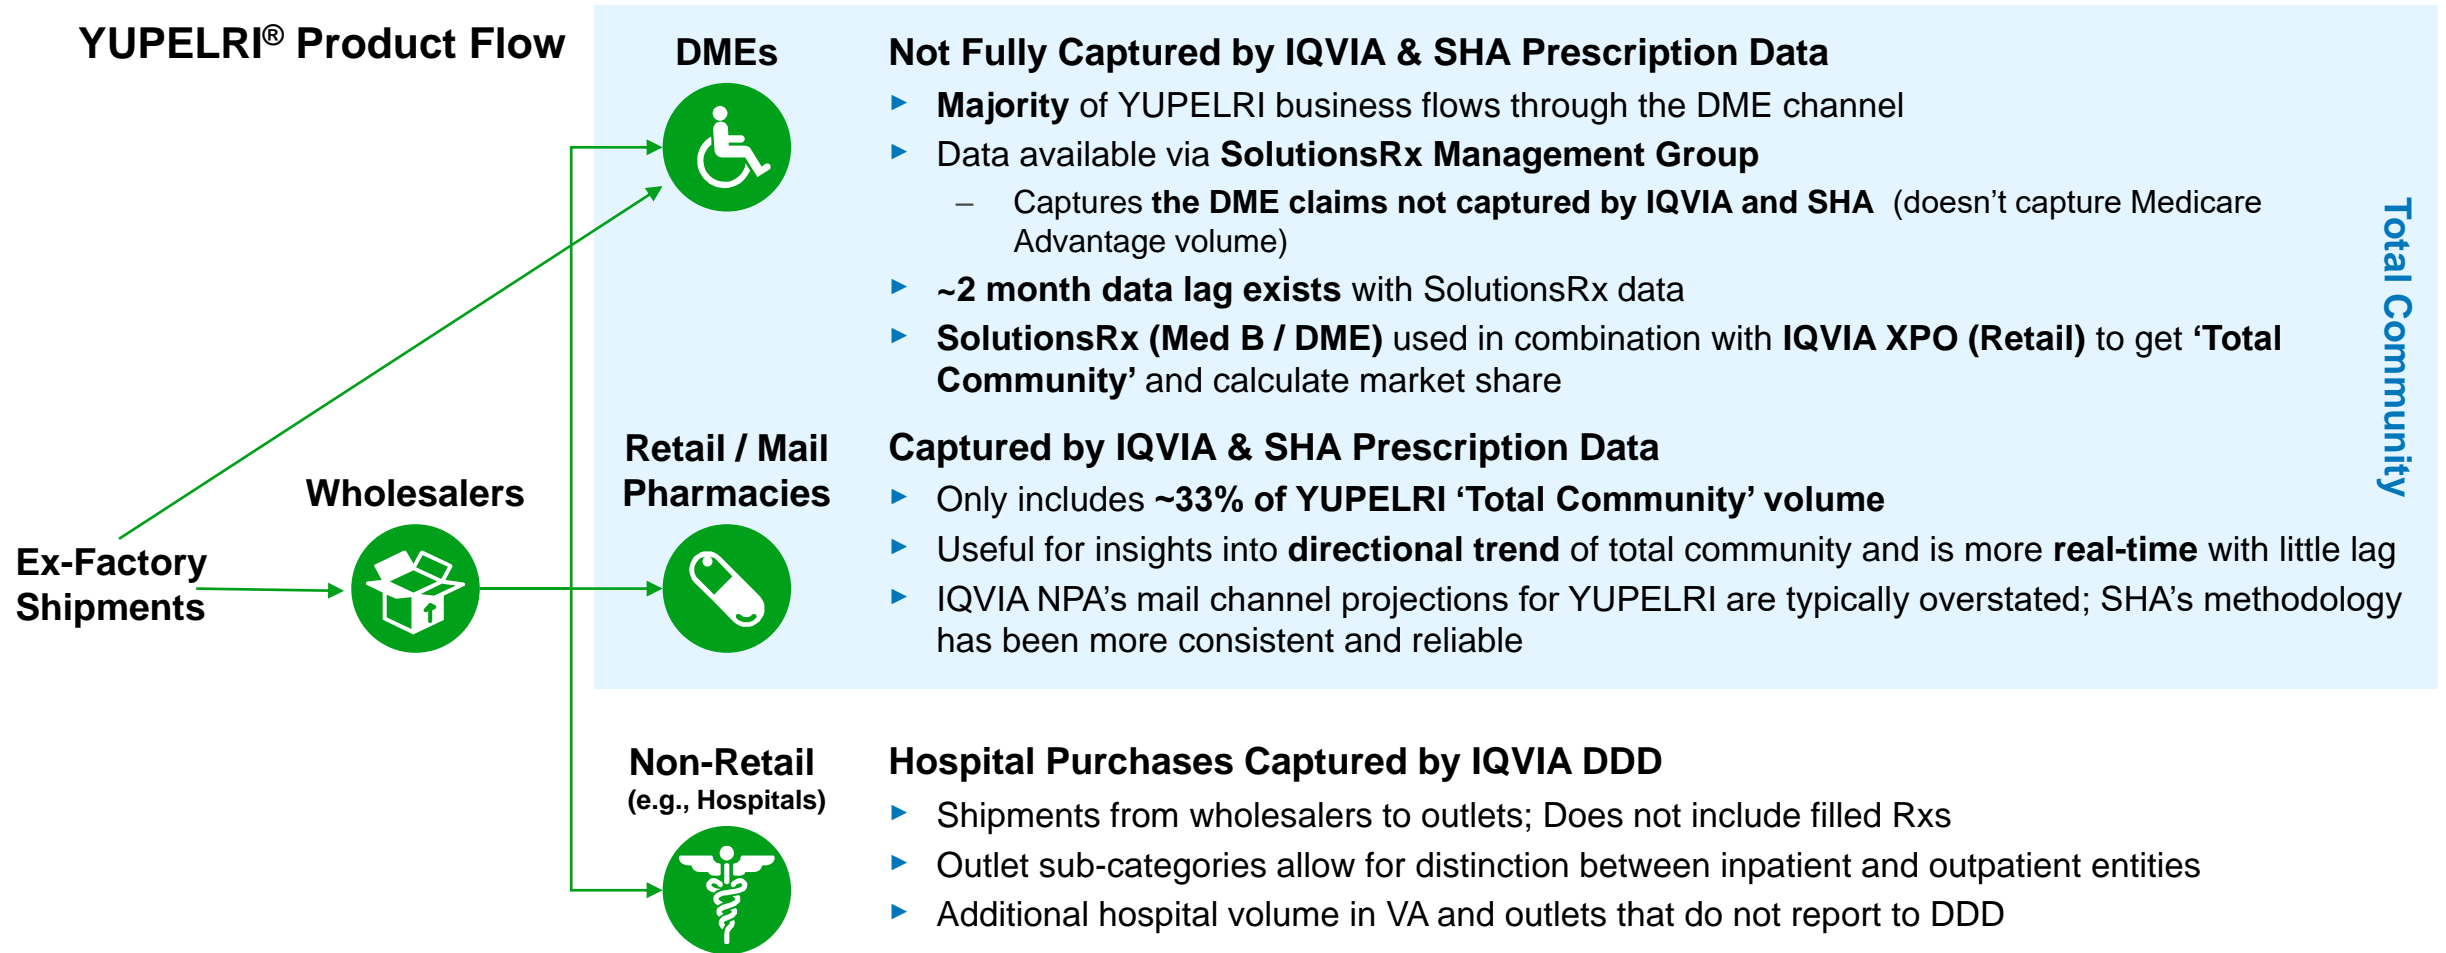 YUPELRI® Product Flow
DMEs
Not Fully Captured by IQVIA & SHA Prescription Data
► Majority of YUPELRI business flows through the DME channel
► Data available via SolutionsRx Management Group
– Captures the DME claims not captured by IQVIA and SHA (doesn’t capture Medicare
Advantage volume)
► ~2 month data lag exists with SolutionsRx data
► SolutionsRx (Med B / DME) used in combination with IQVIA XPO (Retail) to get ‘Total
Community’ and calculate market share
Total Community
Ex-Factory
Shipments
Wholesalers
Retail / Mail
Pharmacies
Captured by IQVIA & SHA Prescription Data
► Only includes ~33% of YUPELRI ‘Total Community’ volume
► Useful for insights into directional trend of total community and is more real-time with little lag
► IQVIA NPA’s mail channel projections for YUPELRI are typically overstated; SHA’s methodology
has been more consistent and reliable
Non-Retail
(e.g., Hospitals)
Hospital Purchases Captured by IQVIA DDD
► Shipments from wholesalers to outlets; Does not include filled Rxs
► Outlet sub-categories allow for distinction between inpatient and outpatient entities
► Additional hospital volume in VA and outlets that do not report to DDD